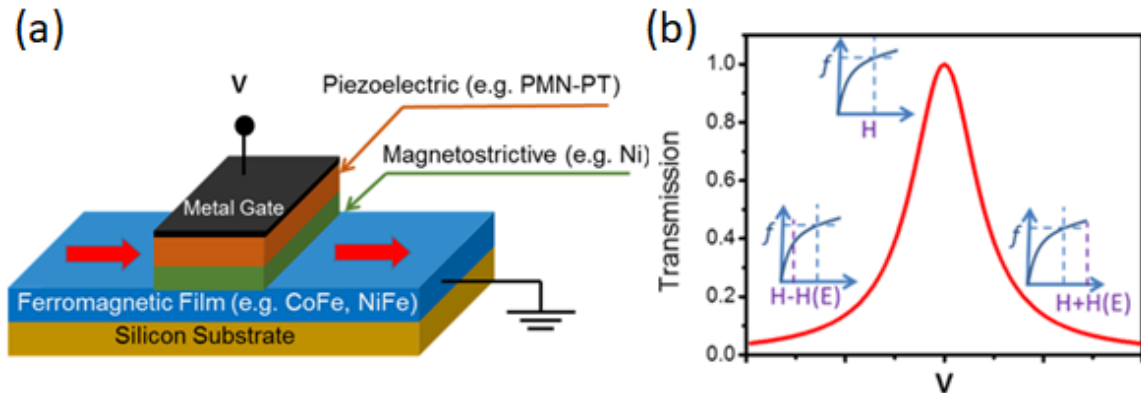 (a)
V
Piezoelectric (e.g. PMN-PT)
Magnetostrictive (e.g. Ni)
Metal Gate
Ferromagnetic Film (e.g. CoFe, NiFe)
Silicon Substrate
(b)
Transmission
1.0
0.8
0.6
0.4
0.2
0.0
f
H
f
H-H(E)
f
H+H(E)
V